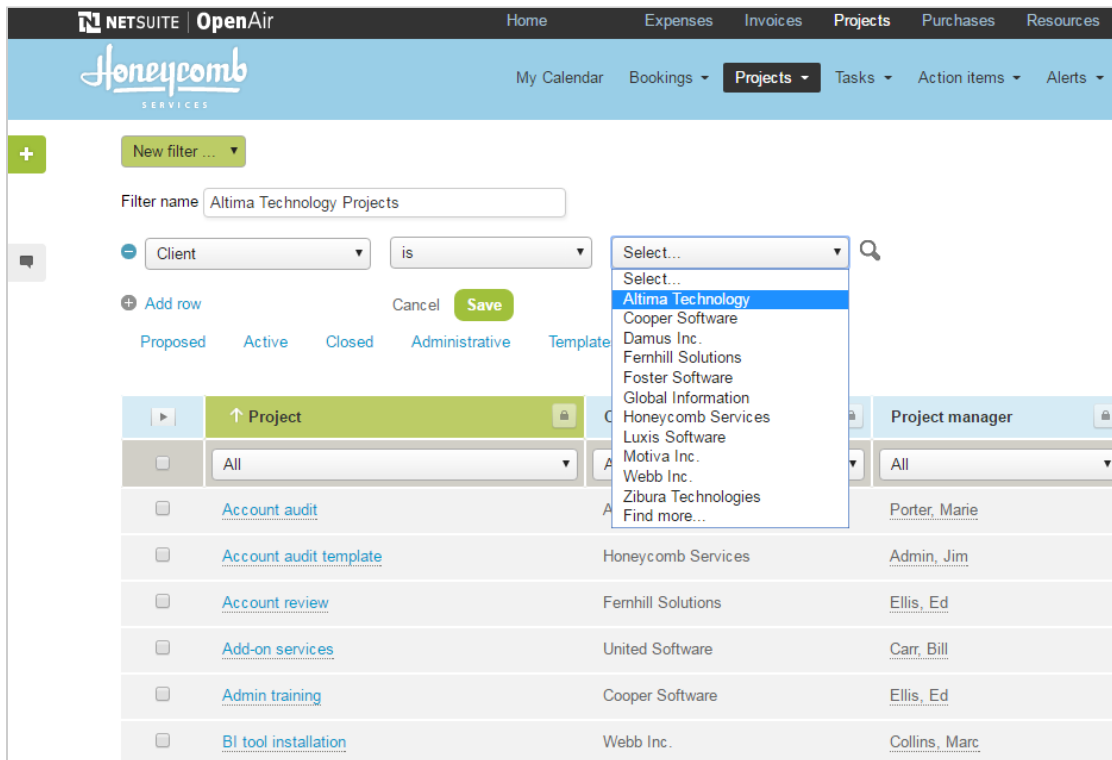 NETSUITE OpenAir Home Expenses Invoices Projects Purchases Resources
Honeycomb
SERVICES
My Calendar Bookings Projects Tasks Action items Alerts
New filter ...
Filter name Altima Technology Projects
Client is Select...
Select...
Altima Technology
Cooper Software
Damus Inc.
Fernhill Solutions
Foster Software
Global Information
Honeycomb Services
Luxis Software
Motiva Inc.
Webb Inc.
Zibura Technologies
Find more...
Add row Cancel Save
Proposed Active Closed Administrative Template
Project Project manager
All All
Account audit Porter, Marie
Account audit template Honeycomb Services Admin, Jim
Account review Fernhill Solutions Ellis, Ed
Add-on services United Software Carr, Bill
Admin training Cooper Software Ellis, Ed
BI tool installation Webb Inc. Collins, Marc